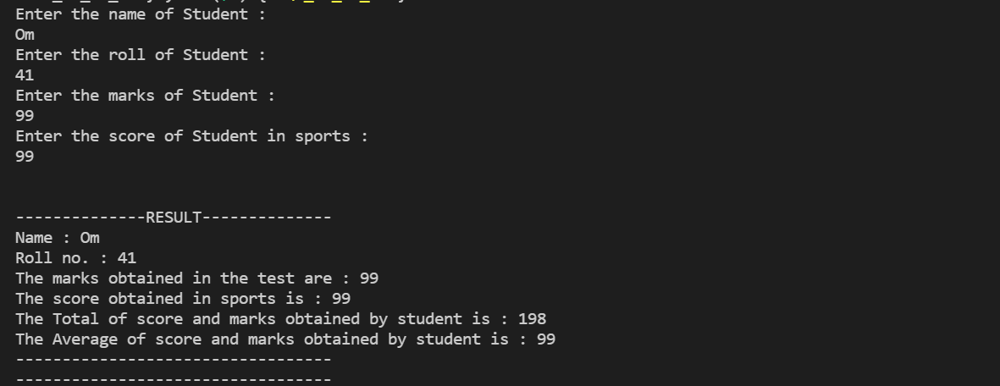 Enter the name of Student :
Om
Enter the roll of Student :
41
Enter the marks of Student :
99
Enter the score of Student in sports :
99
--------------RESULT--------------
Name : Om
Roll no. : 41
The marks obtained in the test are : 99
The score obtained in sports is : 99
The Total of score and marks obtained by student is : 198
The Average of score and marks obtained by student is : 99
----------------------------------
----------------------------------